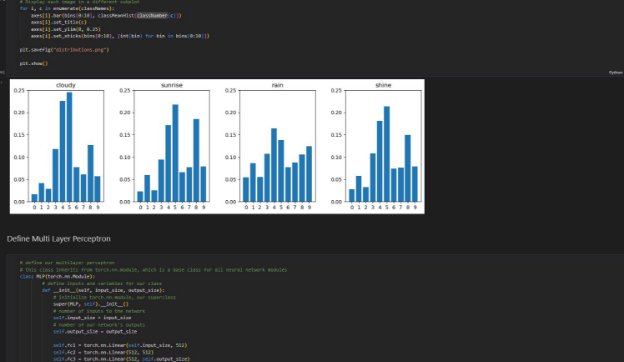 # Display each image in a different subplot
for i, c in enumerate(classNames):
axes[i].bar(bins[0:10], classMeanHist[classNumber[c]])
axes[i].set_title(c)
axes[i].set_ylim(0, 0.25)
axes[i].set_xticks(bins[0:10], [int(bin) for bin in bins[0:10]])
plt.savefig("distributions.png")
plt.show()
Python
cloudy sunrise rain shine
0.25 0.25 0.25 0.25
0.20 0.20 0.20 0.20
0.15 0.15 0.15 0.15
0.10 0.10 0.10 0.10
0.05 0.05 0.05 0.05
0.00 0.00 0.00 0.00
0 1 2 3 4 5 6 7 8 9 0 1 2 3 4 5 6 7 8 9 0 1 2 3 4 5 6 7 8 9 0 1 2 3 4 5 6 7 8 9
Define Multi Layer Perceptron
# define our multilayer perceptron
# This class inherits from torch.nn.Module, which is a base class for all neural network modules
class MLP(torch.nn.Module):
# define inputs and variables for our class
def __init__(self, input_size, output_size):
# initialize torch.nn.module, our superclass
super(MLP, self).__init__()
# number of inputs to the network
self.input_size = input_size
# number of our network's outputs
self.output_size = output_size
self.fc1 = torch.nn.Linear(self.input_size, 512)
self.fc2 = torch.nn.Linear(512, 512)
self.fc3 = torch.nn.Linear(512, self.output_size)